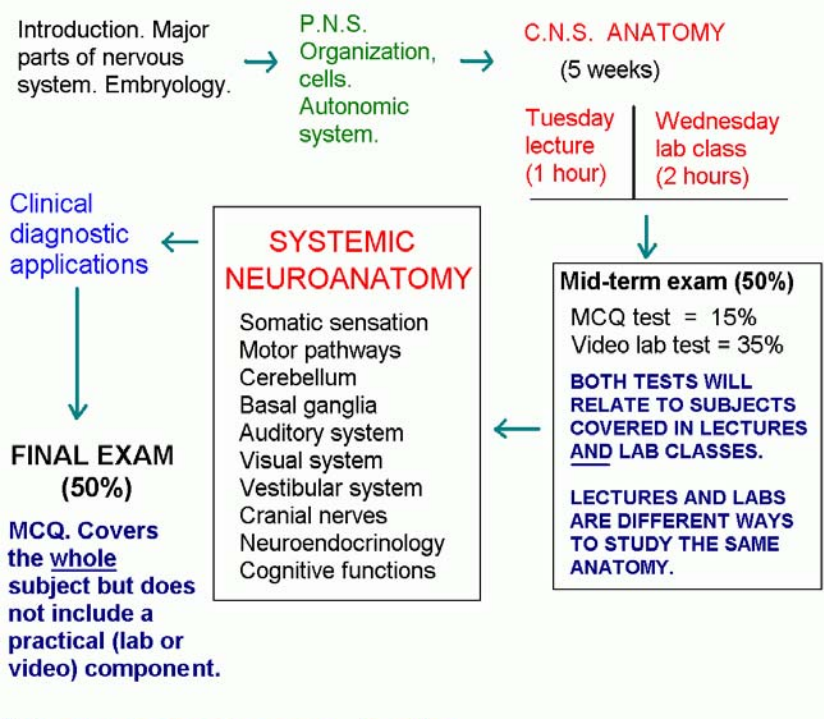 Introduction. Major
parts of nervous
system. Embryology.
P.N.S.
Organization,
cells.
Autonomic
system.
C.N.S. ANATOMY
(5 weeks)
Tuesday
lecture
(1 hour)
Wednesday
lab class
(2 hours)
Mid-term exam (50%)
MCQ test = 15%
Video lab test = 35%
BOTH TESTS WILL
RELATE TO SUBJECTS
COVERED IN LECTURES
AND LAB CLASSES.
LECTURES AND LABS
ARE DIFFERENT WAYS
TO STUDY THE SAME
ANATOMY.
SYSTEMIC
NEUROANATOMY
Somatic sensation
Motor pathways
Cerebellum
Basal ganglia
Auditory system
Visual system
Vestibular system
Cranial nerves
Neuroendocrinology
Cognitive functions
Clinical
diagnostic
applications
FINAL EXAM
(50%)
MCQ. Covers
the whole
subject but does
not include a
practical (lab or
video) component.